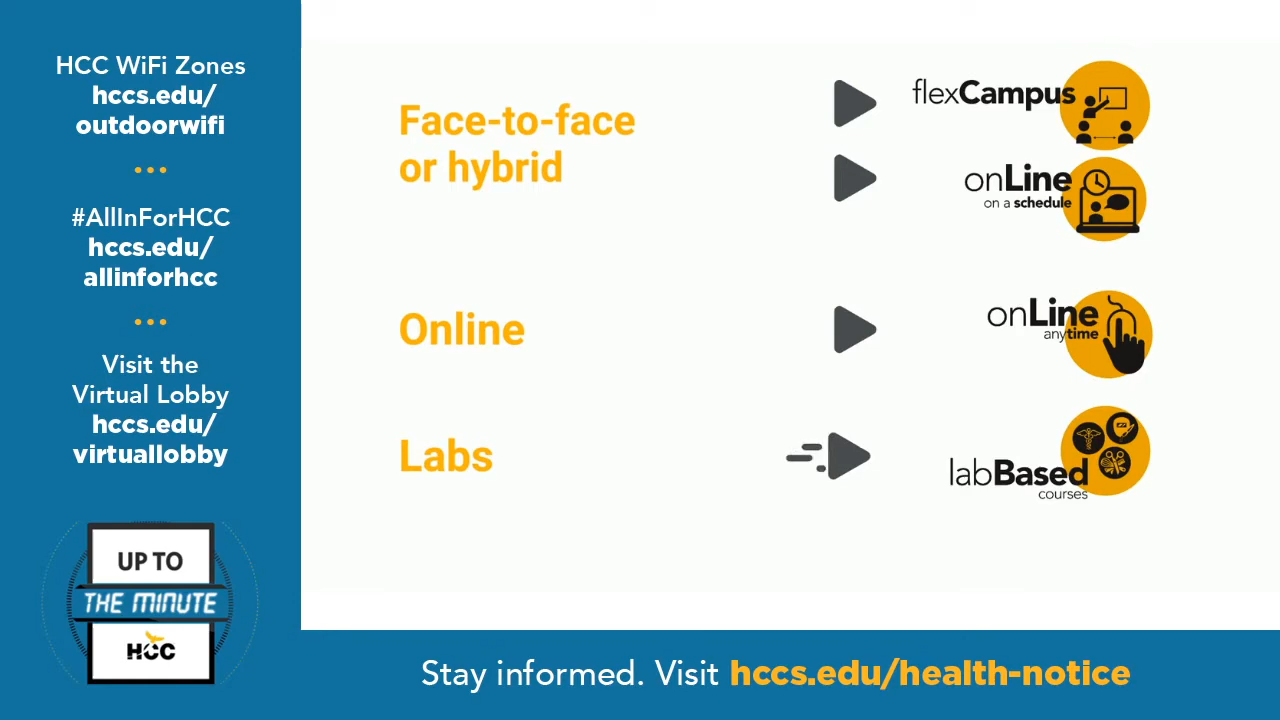 HCC WiFi Zones
hccs.edu/
outdoorwifi
#AllInForHCC
hccs.edu/
allinforhcc
Visit the
Virtual Lobby
hccs.edu/
virtuallobby
UP TO
THE MINUTE
HCC
Face-to-face
or hybrid
flexCampus
onLine
on a schedule
Online
onLine
anytime
Labs
labBased
courses
Stay informed. Visit hccs.edu/health-notice